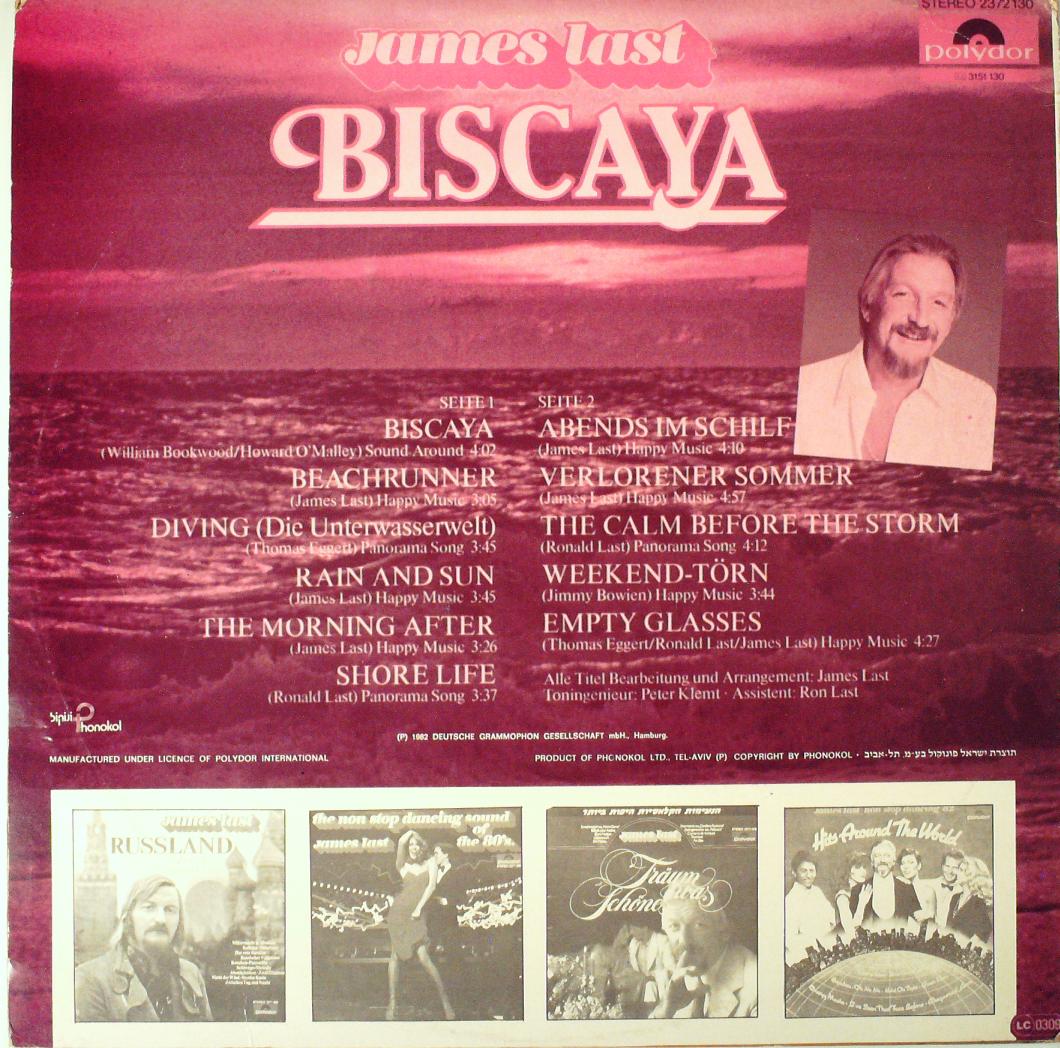 STEREO 2372 130
polydor
3151 130
james last
BISCAYA
SEITE 1
BISCAYA
(William Bookwood/Howard O'Malley) Sound Around 4:02
BEACHRUNNER
(James Last) Happy Music 3:05
DIVING (Die Unterwasserwelt)
(Thomas Eggert) Panorama Song 3:45
RAIN AND SUN
(James Last) Happy Music 3:45
THE MORNING AFTER
(James Last) Happy Music 3:26
SHORE LIFE
(Ronald Last) Panorama Song 3:37
SEITE 2
ABENDS IM SCHILF
(James Last) Happy Music 4:10
VERLORENER SOMMER
(James Last) Happy Music 4:57
THE CALM BEFORE THE STORM
(Ronald Last) Panorama Song 4:12
WEEKEND-TÖRN
(Jimmy Bowien) Happy Music 3:44
EMPTY GLASSES
(Thomas Eggert/Ronald Last/James Last) Happy Music 4:27
Alle Titel Bearbeitung und Arrangement: James Last
Toningenieur: Peter Klemt · Assistent: Ron Last
Phonokol
(P) 1982 DEUTSCHE GRAMMOPHON GESELLSCHAFT mbH., Hamburg.
MANUFACTURED UNDER LICENCE OF POLYDOR INTERNATIONAL
PRODUCT OF PHONOKOL LTD., TEL-AVIV (P) COPYRIGHT BY PHONOKOL · תוצרת ישראל פונוקול בע"מ. תל-אביב
james last
RUSSLAND
the non stop dancing sound
of
james last the 80's.
james last
Träum
Schöne
james last non stop dancing 82
Hits Around The World
LC 0309